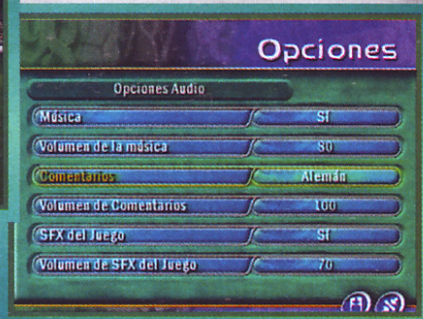 Opciones
Opciones Audio
Música SÍ
Volumen de la música 80
Comentarios Alemán
Volumen de Comentarios 100
SFX del Juego SÍ
Volumen de SFX del Juego 70